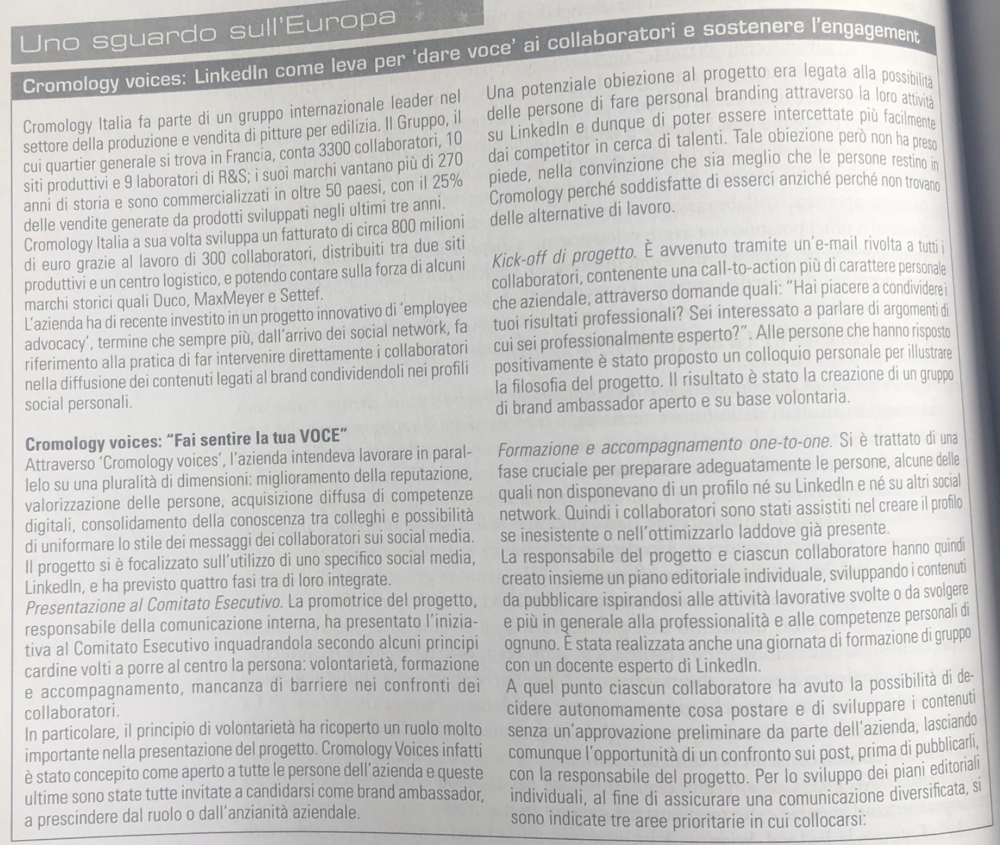 Uno sguardo sull'Europa
Cromology voices: LinkedIn come leva per 'dare voce' ai collaboratori e sostenere l'engagement
Cromology Italia fa parte di un gruppo internazionale leader nel
settore della produzione e vendita di pitture per edilizia. Il Gruppo, il
cui quartier generale si trova in Francia, conta 3300 collaboratori, 10
siti produttivi e 9 laboratori di R&S; i suoi marchi vantano più di 270
anni di storia e sono commercializzati in oltre 50 paesi, con il 25%
delle vendite generate da prodotti sviluppati negli ultimi tre anni.
Cromology Italia a sua volta sviluppa un fatturato di circa 800 milioni
di euro grazie al lavoro di 300 collaboratori, distribuiti tra due siti
produttivi e un centro logistico, e potendo contare sulla forza di alcuni
marchi storici quali Duco, MaxMeyer e Settef.
L'azienda ha di recente investito in un progetto innovativo di 'employee
advocacy', termine che sempre più, dall'arrivo dei social network, fa
riferimento alla pratica di far intervenire direttamente i collaboratori
nella diffusione dei contenuti legati al brand condividendoli nei profili
social personali.
Cromology voices: "Fai sentire la tua VOCE"
Attraverso 'Cromology voices', l'azienda intendeva lavorare in paral-
lelo su una pluralità di dimensioni: miglioramento della reputazione,
valorizzazione delle persone, acquisizione diffusa di competenze
digitali, consolidamento della conoscenza tra colleghi e possibilità
di uniformare lo stile dei messaggi dei collaboratori sui social media.
Il progetto si è focalizzato sull'utilizzo di uno specifico social media,
LinkedIn, e ha previsto quattro fasi tra di loro integrate.
Presentazione al Comitato Esecutivo. La promotrice del progetto,
responsabile della comunicazione interna, ha presentato l'inizia-
tiva al Comitato Esecutivo inquadrandola secondo alcuni principi
cardine volti a porre al centro la persona: volontarietà, formazione
e accompagnamento, mancanza di barriere nei confronti dei
collaboratori.
In particolare, il principio di volontarietà ha ricoperto un ruolo molto
importante nella presentazione del progetto. Cromology Voices infatti
è stato concepito come aperto a tutte le persone dell'azienda e queste
ultime sono state tutte invitate a candidarsi come brand ambassador,
a prescindere dal ruolo o dall'anzianità aziendale.
Una potenziale obiezione al progetto era legata alla possibilità
delle persone di fare personal branding attraverso la loro attività
su LinkedIn e dunque di poter essere intercettate più facilmente
dai competitor in cerca di talenti. Tale obiezione però non ha preso
piede, nella convinzione che sia meglio che le persone restino in
Cromology perché soddisfatte di esserci anziché perché non trovano
delle alternative di lavoro.
Kick-off di progetto. È avvenuto tramite un'e-mail rivolta a tutti i
collaboratori, contenente una call-to-action più di carattere personale
che aziendale, attraverso domande quali: "Hai piacere a condividere i
tuoi risultati professionali? Sei interessato a parlare di argomenti di
cui sei professionalmente esperto?". Alle persone che hanno risposto
positivamente è stato proposto un colloquio personale per illustrare
la filosofia del progetto. Il risultato è stato la creazione di un gruppo
di brand ambassador aperto e su base volontaria.
Formazione e accompagnamento one-to-one. Si è trattato di una
fase cruciale per preparare adeguatamente le persone, alcune delle
quali non disponevano di un profilo né su LinkedIn e né su altri social
network. Quindi i collaboratori sono stati assistiti nel creare il profilo
se inesistente o nell'ottimizzarlo laddove già presente.
La responsabile del progetto e ciascun collaboratore hanno quindi
creato insieme un piano editoriale individuale, sviluppando i contenuti
da pubblicare ispirandosi alle attività lavorative svolte o da svolgere
e più in generale alla professionalità e alle competenze personali di
ognuno. È stata realizzata anche una giornata di formazione di gruppo
con un docente esperto di LinkedIn.
A quel punto ciascun collaboratore ha avuto la possibilità di de-
cidere autonomamente cosa postare e di sviluppare i contenuti
senza un'approvazione preliminare da parte dell'azienda, lasciando
comunque l'opportunità di un confronto sui post, prima di pubblicarli,
con la responsabile del progetto. Per lo sviluppo dei piani editoriali
individuali, al fine di assicurare una comunicazione diversificata, si
sono indicate tre aree prioritarie in cui collocarsi: